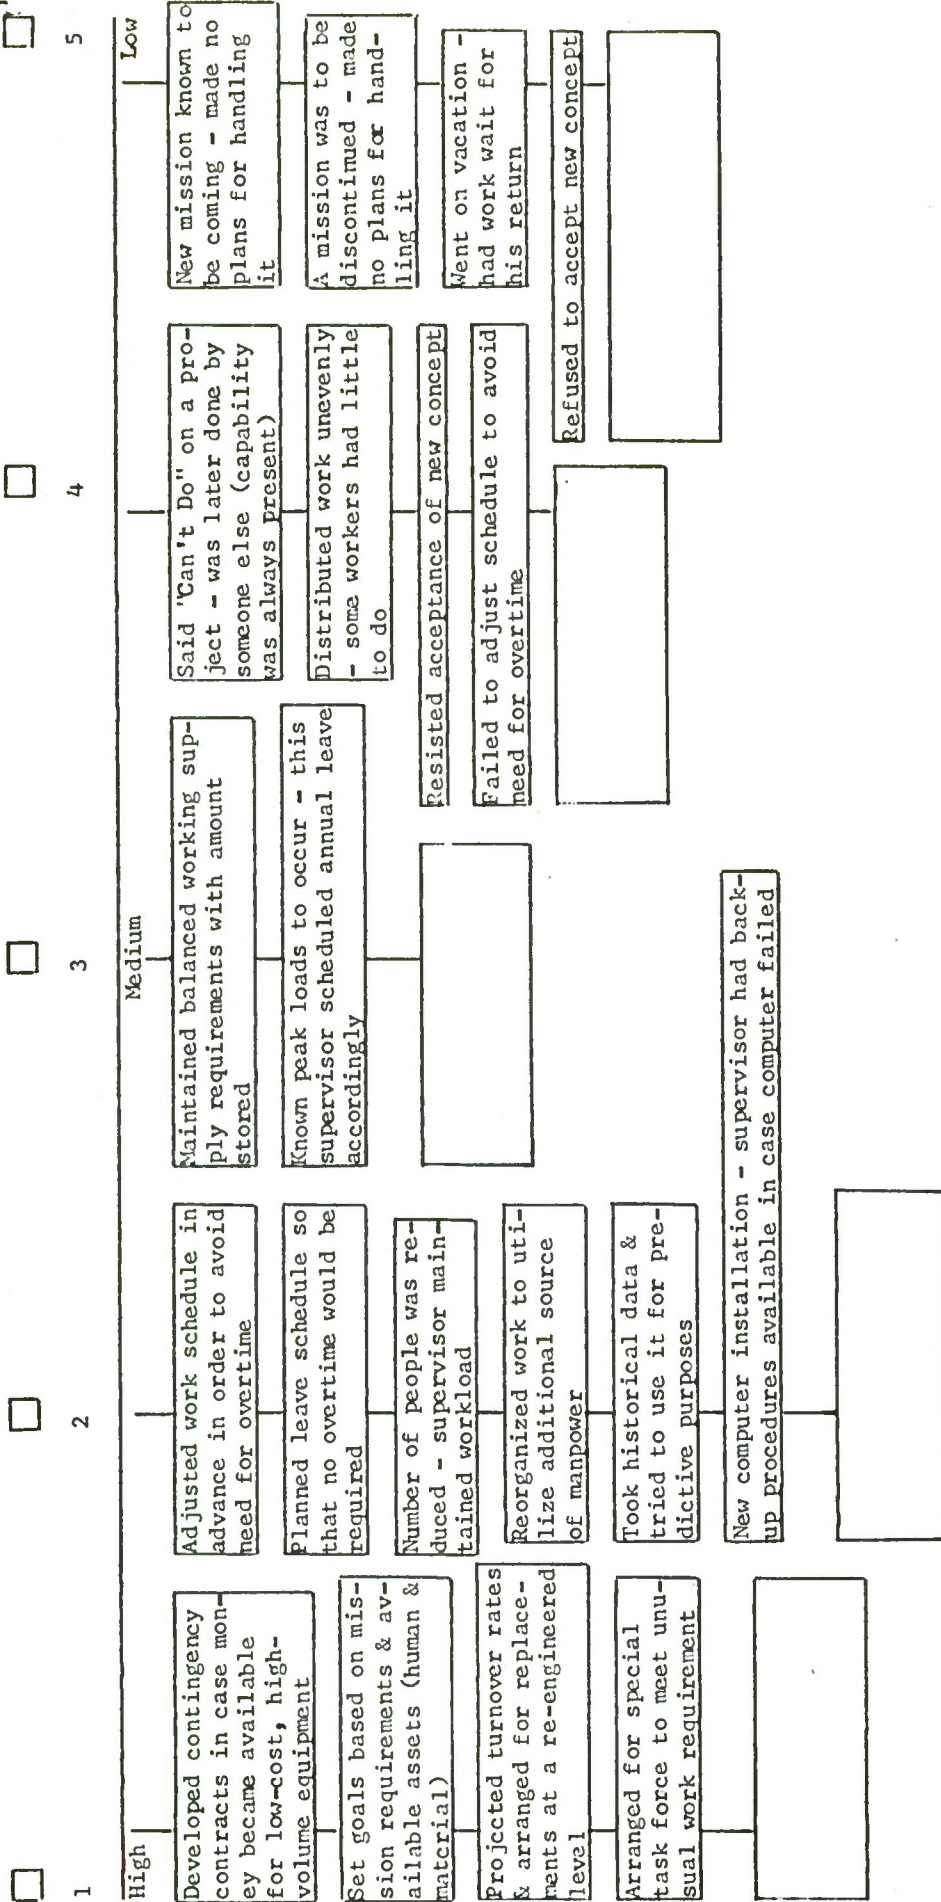 1
2
3
4
5
High
Medium
Low
Developed contingency
contracts in case mon-
ey became available
for low-cost, high-
volume equipment
Set goals based on mis-
sion requirements & av-
ailable assets (human &
material)
Projected turnover rates
& arranged for replace-
ments at a re-engineered
level
Arranged for special
task force to meet unu-
sual work requirement
Adjusted work schedule in
advance in order to avoid
need for overtime
Planned leave schedule so
that no overtime would be
required
Number of people was re-
duced - supervisor main-
tained workload
Reorganized work to uti-
lize additional source
of manpower
Took historical data &
tried to use it for pre-
dictive purposes
New computer installation - supervisor had back-
up procedures available in case computer failed
Maintained balanced working sup-
ply requirements with amount
stored
Known peak loads to occur - this
supervisor scheduled annual leave
accordingly
Said "Can't Do" on a pro-
ject - was later done by
someone else (capability
was always present)
Distributed work unevenly
- some workers had little
to do
Resisted acceptance of new concept
Failed to adjust schedule to avoid
need for overtime
New mission known to
be coming - made no
plans for handling
it
A mission was to be
discontinued - made
no plans for hand-
ling it
Went on vacation -
had work wait for
his return
Refused to accept new concept